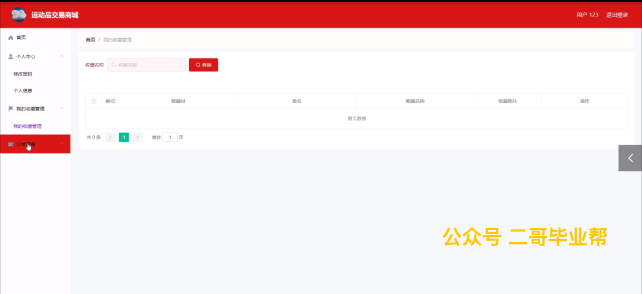 运动品交易商城
用户 123 退出登录
首页
个人中心
修改密码
个人信息
我的收藏管理
我的收藏管理
首页 / 我的收藏管理
收藏名称 收藏名称 查询
索引 收藏id 表名 收藏名称 收藏图片 操作
暂无数据
共 0 条 1 前往 1 页
公众号 二哥毕业帮